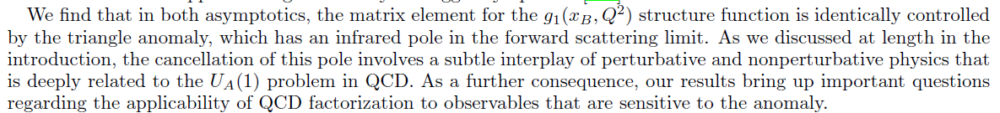 We find that in both asymptotics, the matrix element for the g₁(x_B, Q²) structure function is identically controlled
by the triangle anomaly, which has an infrared pole in the forward scattering limit. As we discussed at length in the
introduction, the cancellation of this pole involves a subtle interplay of perturbative and nonperturbative physics that
is deeply related to the U_A(1) problem in QCD. As a further consequence, our results bring up important questions
regarding the applicability of QCD factorization to observables that are sensitive to the anomaly.